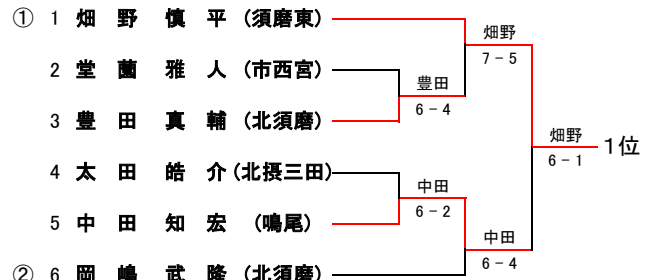 ① 1 畑 野 慎 平 (須磨東)
畑野
7 − 5
2 堂 薗 雅 人 (市西宮)
豊田
6 − 4
3 豊 田 真 輔 (北須磨)
畑野
6 − 1
1位
4 太 田 皓 介 (北摂三田)
中田
6 − 2
5 中 田 知 宏 (鳴尾)
中田
6 − 4
② 6 岡 嶋 武 隆 (北須磨)